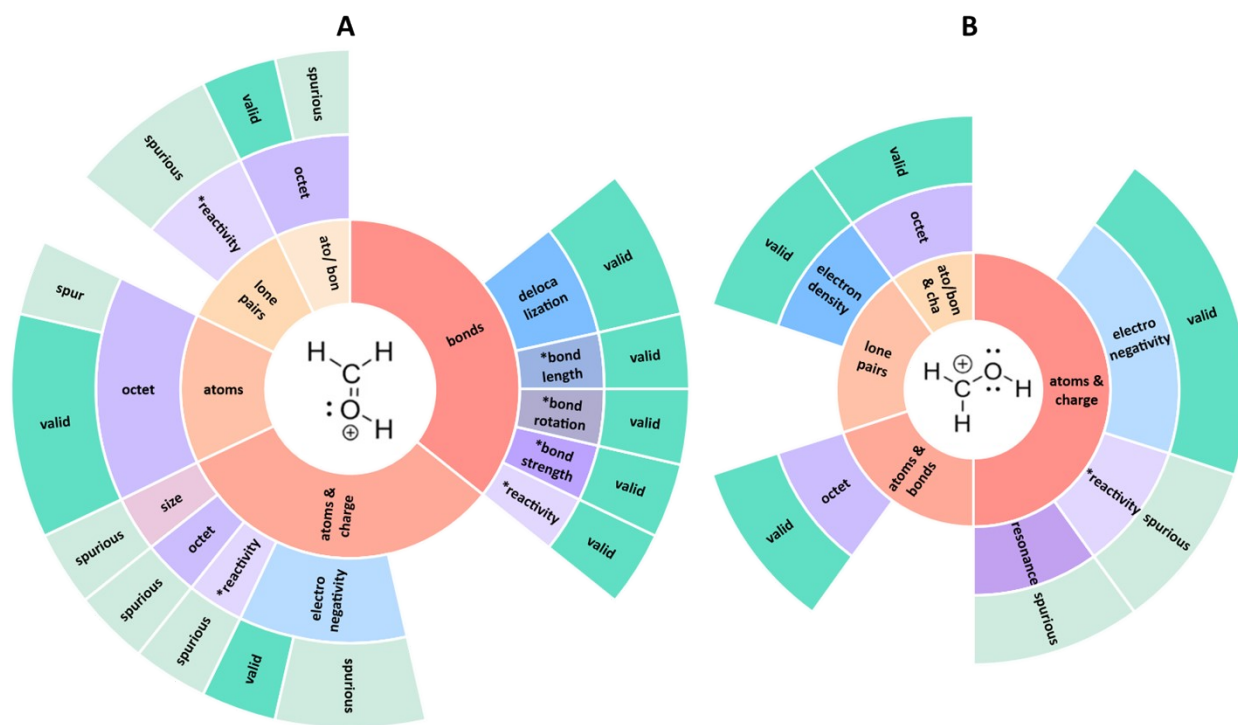 A
B
spurious
valid
spurious
*reactivity
octet
lone
pairs
ato/ bon
bonds
deloca
lization
valid
*bond
length
valid
*bond
rotation
valid
*bond
strength
valid
*reactivity
valid
spur
octet
valid
atoms
size
spurious
octet
spurious
*reactivity
spurious
atoms &
charge
electro
negativity
valid
spurious
H
H
C
:O
⊕
H
valid
valid
octet
electron
density
ato/bon
& cha
lone
pairs
atoms &
charge
electro
negativity
valid
*reactivity
spurious
resonance
spurious
atoms &
bonds
octet
valid
⊕
H
C
H
O
H